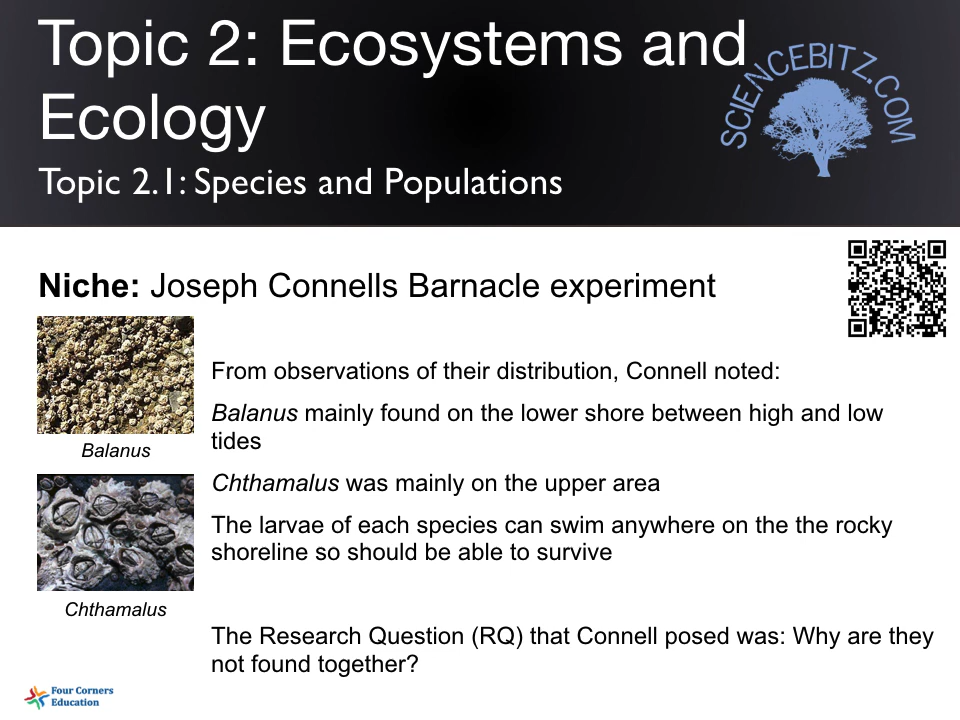 Topic 2: Ecosystems and
Ecology
SCIENCEBITZ.COM
Topic 2.1: Species and Populations
Niche: Joseph Connells Barnacle experiment
From observations of their distribution, Connell noted:
Balanus mainly found on the lower shore between high and low
tides
Balanus
Chthamalus was mainly on the upper area
The larvae of each species can swim anywhere on the the rocky
shoreline so should be able to survive
Chthamalus
The Research Question (RQ) that Connell posed was: Why are they
not found together?
Four Corners
Education